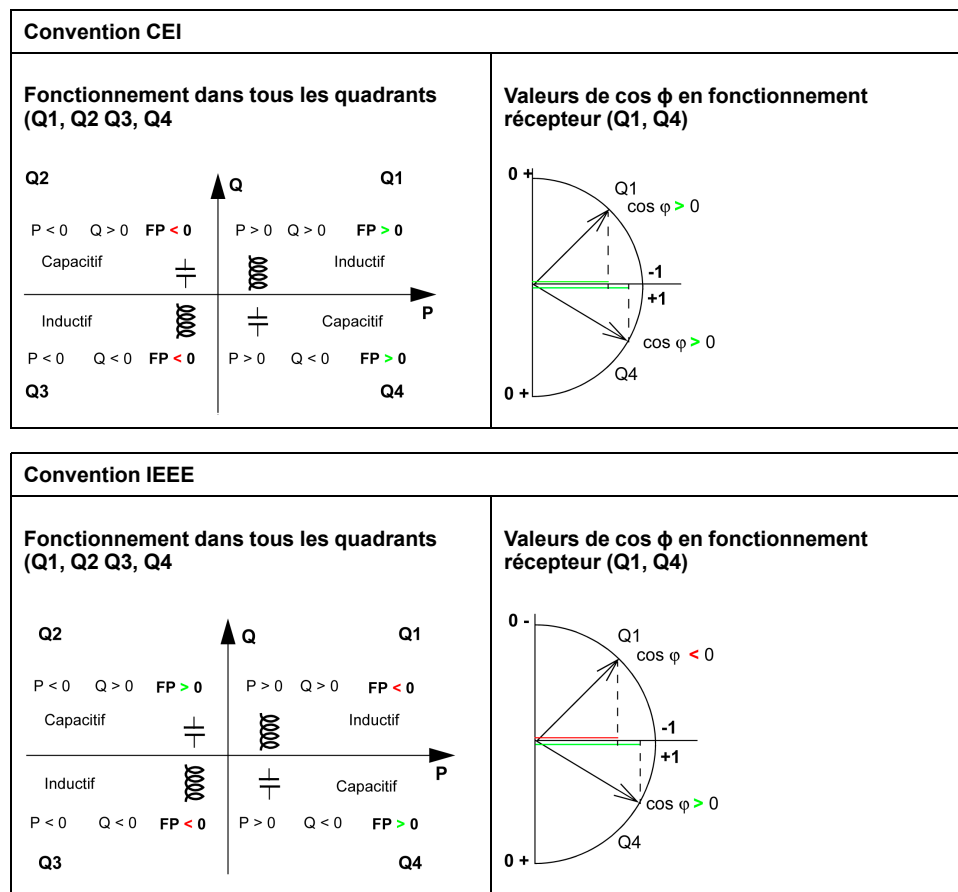 Convention CEI
Fonctionnement dans tous les quadrants
(Q1, Q2 Q3, Q4
Q2
Q
Q1
P < 0 Q > 0 FP < 0
P > 0 Q > 0 FP > 0
Capacitif
Inductif
P
Inductif
Capacitif
P < 0 Q < 0 FP < 0
P > 0 Q < 0 FP > 0
Q3
Q4
Valeurs de cos ϕ en fonctionnement
récepteur (Q1, Q4)
0 +
Q1
cos φ > 0
-1
+1
cos φ > 0
Q4
0 +
Convention IEEE
Fonctionnement dans tous les quadrants
(Q1, Q2 Q3, Q4
Q2
Q
Q1
P < 0 Q > 0 FP > 0
P > 0 Q > 0 FP < 0
Capacitif
Inductif
P
Inductif
Capacitif
P < 0 Q < 0 FP < 0
P > 0 Q < 0 FP > 0
Q3
Q4
Valeurs de cos ϕ en fonctionnement
récepteur (Q1, Q4)
0 -
Q1
cos φ < 0
-1
+1
cos φ > 0
Q4
0 +